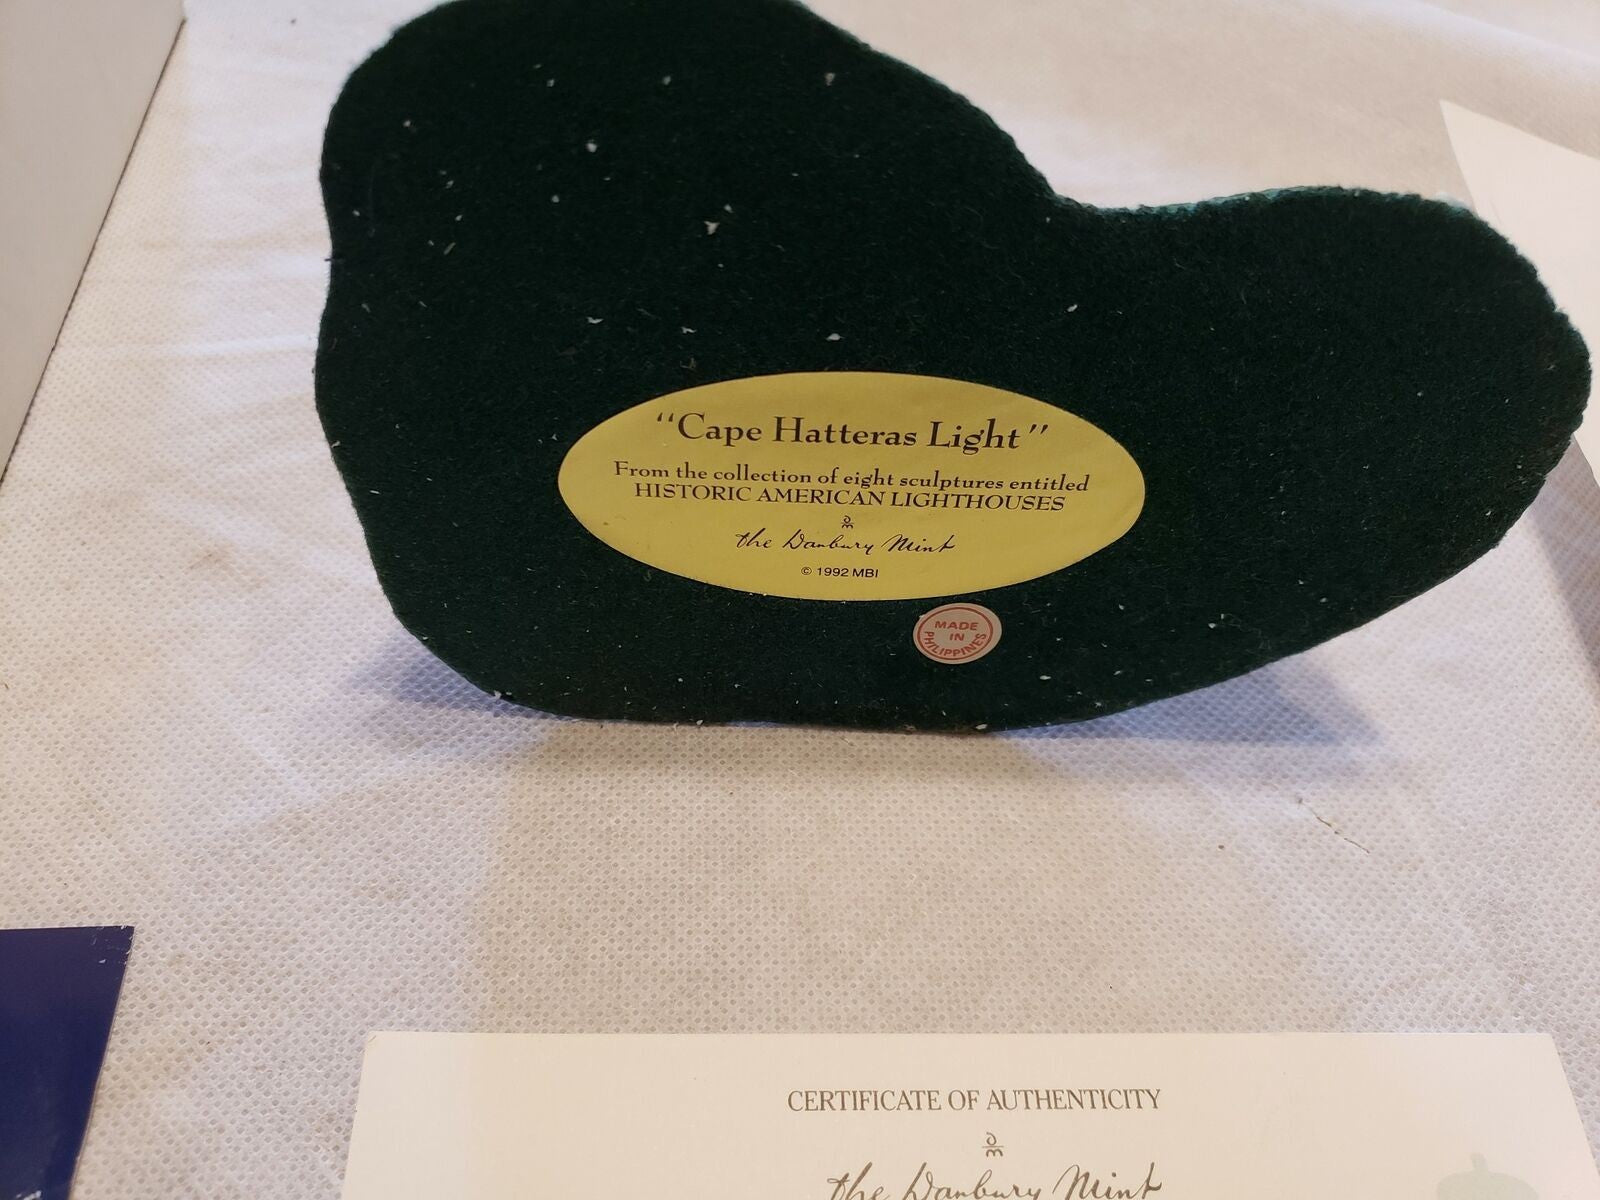 “Cape Hatteras Light”
From the collection of eight sculptures entitled
HISTORIC AMERICAN LIGHTHOUSES
the Danbury Mint
© 1992 MBI
MADE
IN
PHILIPPINES
CERTIFICATE OF AUTHENTICITY
the Danbury Mint